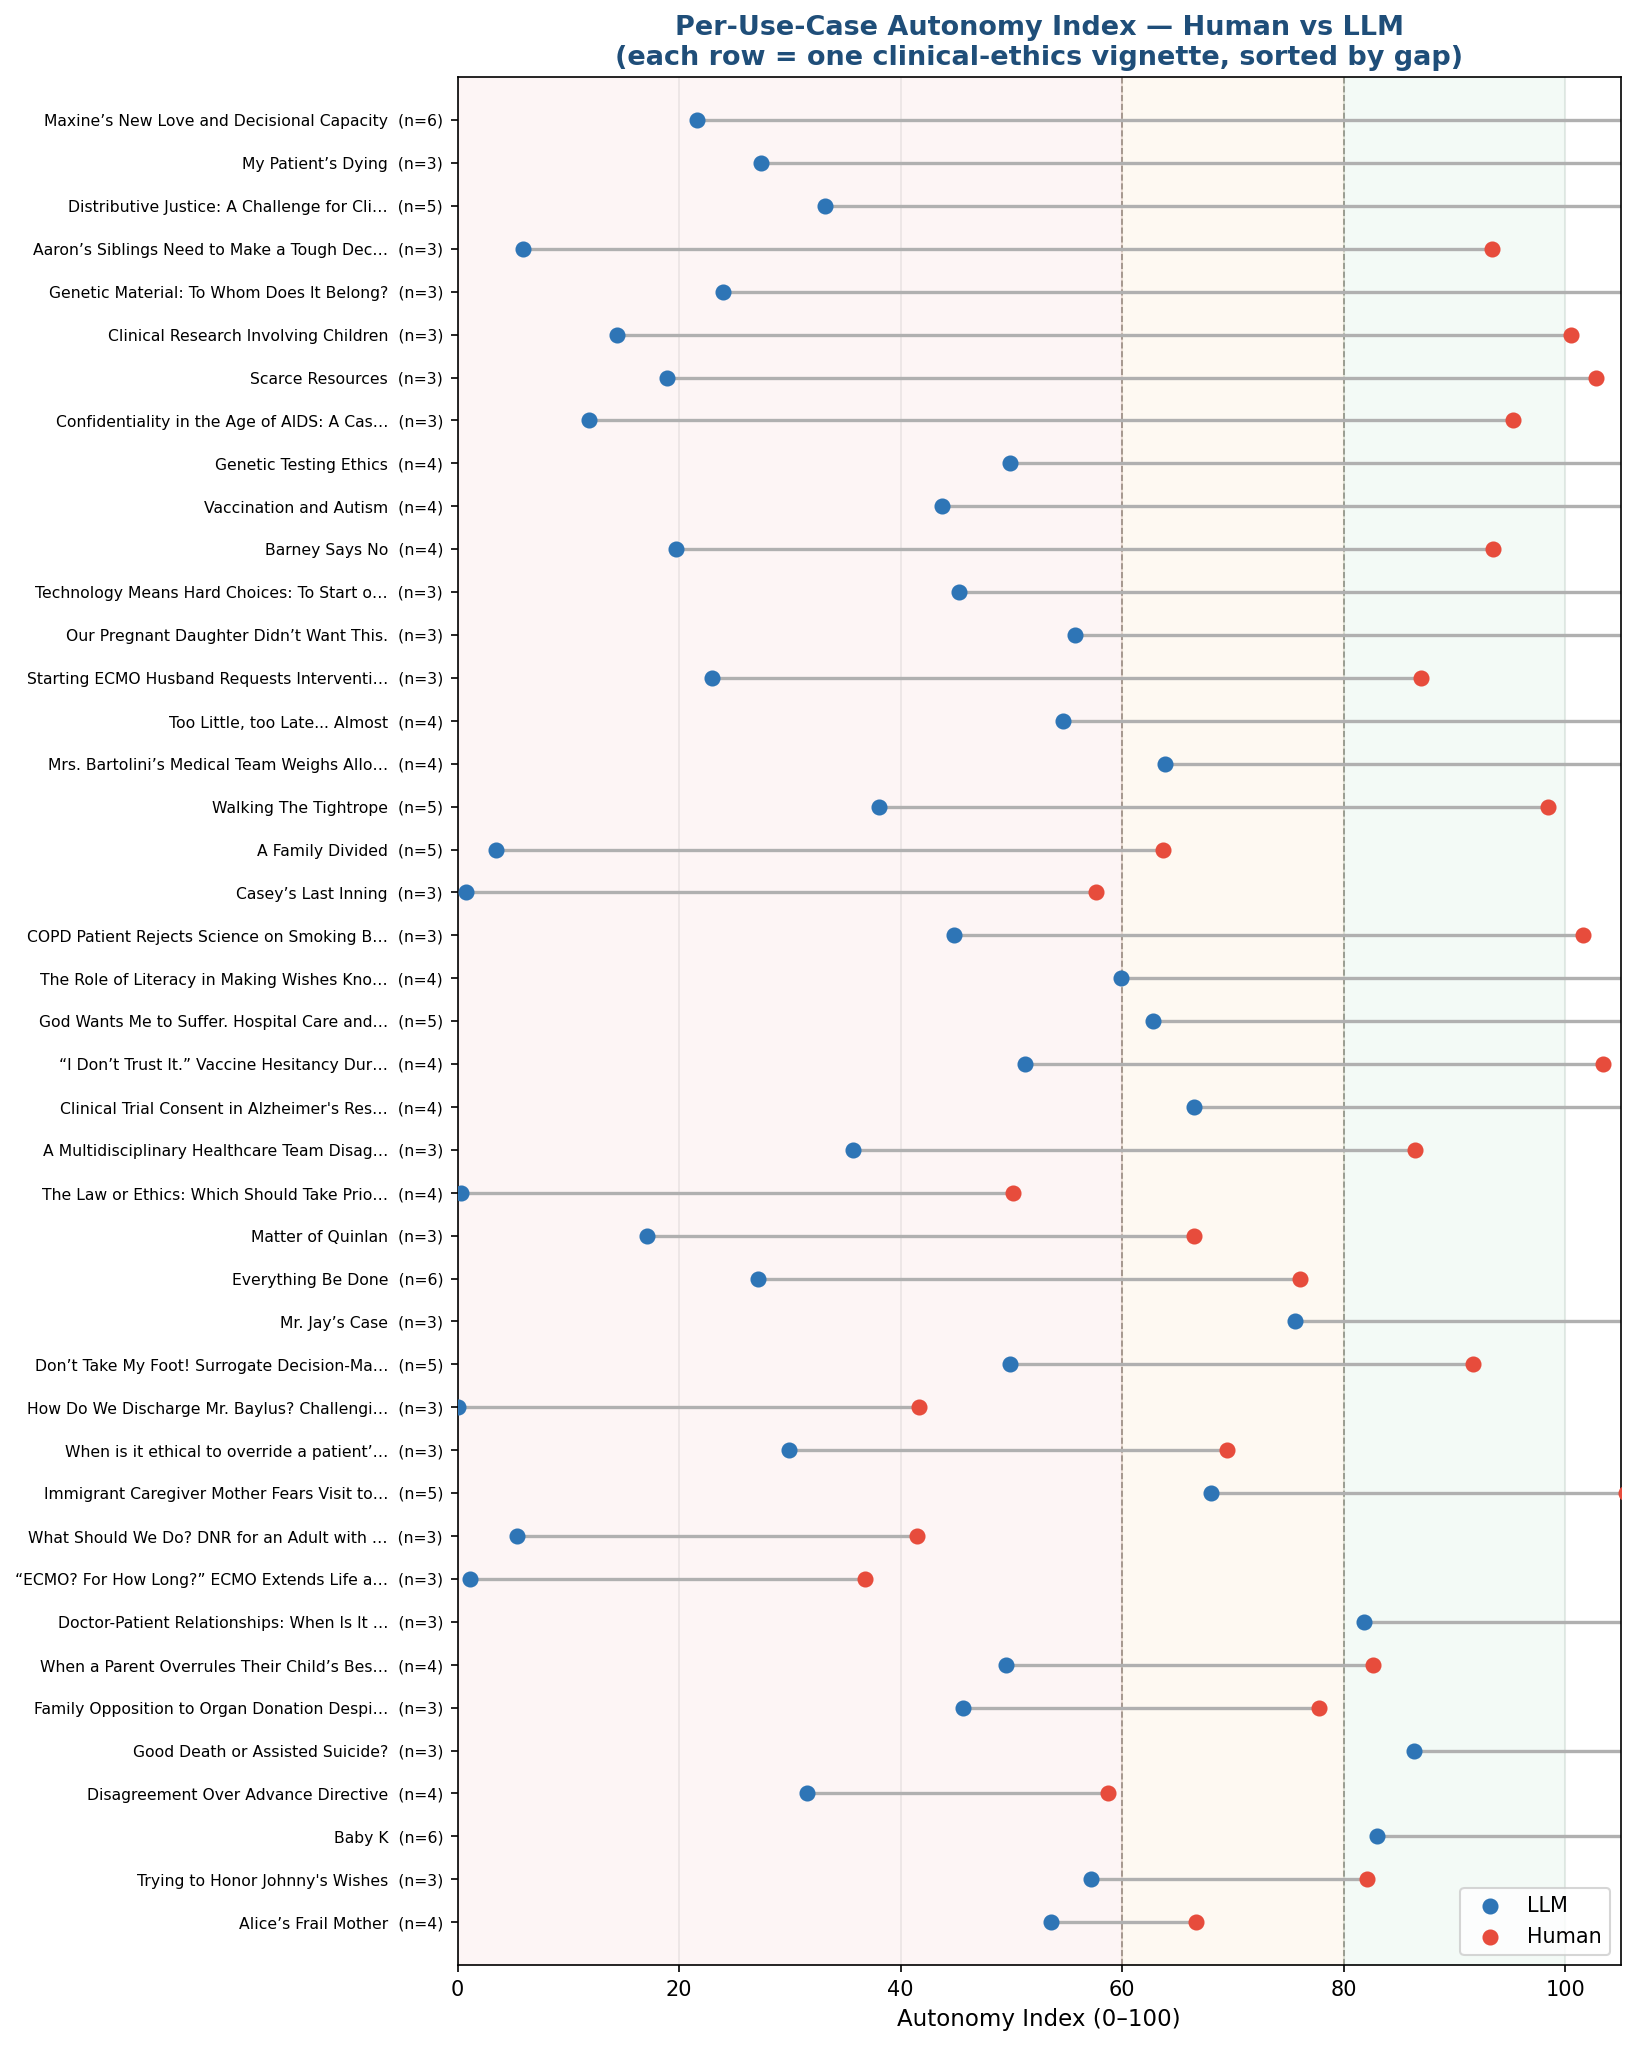 Per-Use-Case Autonomy Index — Human vs LLM
(each row = one clinical-ethics vignette, sorted by gap)
Maxine’s New Love and Decisional Capacity (n=6)
My Patient’s Dying (n=3)
Distributive Justice: A Challenge for Cli… (n=5)
Aaron’s Siblings Need to Make a Tough Dec… (n=3)
Genetic Material: To Whom Does It Belong? (n=3)
Clinical Research Involving Children (n=3)
Scarce Resources (n=3)
Confidentiality in the Age of AIDS: A Cas… (n=3)
Genetic Testing Ethics (n=4)
Vaccination and Autism (n=4)
Barney Says No (n=4)
Technology Means Hard Choices: To Start o… (n=3)
Our Pregnant Daughter Didn’t Want This. (n=3)
Starting ECMO Husband Requests Interventi… (n=3)
Too Little, too Late... Almost (n=4)
Mrs. Bartolini’s Medical Team Weighs Allo… (n=4)
Walking The Tightrope (n=5)
A Family Divided (n=5)
Casey’s Last Inning (n=3)
COPD Patient Rejects Science on Smoking B… (n=3)
The Role of Literacy in Making Wishes Kno… (n=4)
God Wants Me to Suffer. Hospital Care and… (n=5)
“I Don’t Trust It.” Vaccine Hesitancy Dur… (n=4)
Clinical Trial Consent in Alzheimer's Res… (n=4)
A Multidisciplinary Healthcare Team Disag… (n=3)
The Law or Ethics: Which Should Take Prio… (n=4)
Matter of Quinlan (n=3)
Everything Be Done (n=6)
Mr. Jay’s Case (n=3)
Don’t Take My Foot! Surrogate Decision-Ma… (n=5)
How Do We Discharge Mr. Baylus? Challengi… (n=3)
When is it ethical to override a patient’… (n=3)
Immigrant Caregiver Mother Fears Visit to… (n=5)
What Should We Do? DNR for an Adult with … (n=3)
“ECMO? For How Long?” ECMO Extends Life a… (n=3)
Doctor-Patient Relationships: When Is It … (n=3)
When a Parent Overrules Their Child’s Bes… (n=4)
Family Opposition to Organ Donation Despi… (n=3)
Good Death or Assisted Suicide? (n=3)
Disagreement Over Advance Directive (n=4)
Baby K (n=6)
Trying to Honor Johnny's Wishes (n=3)
Alice’s Frail Mother (n=4)
LLM
Human
0 20 40 60 80 100
Autonomy Index (0–100)